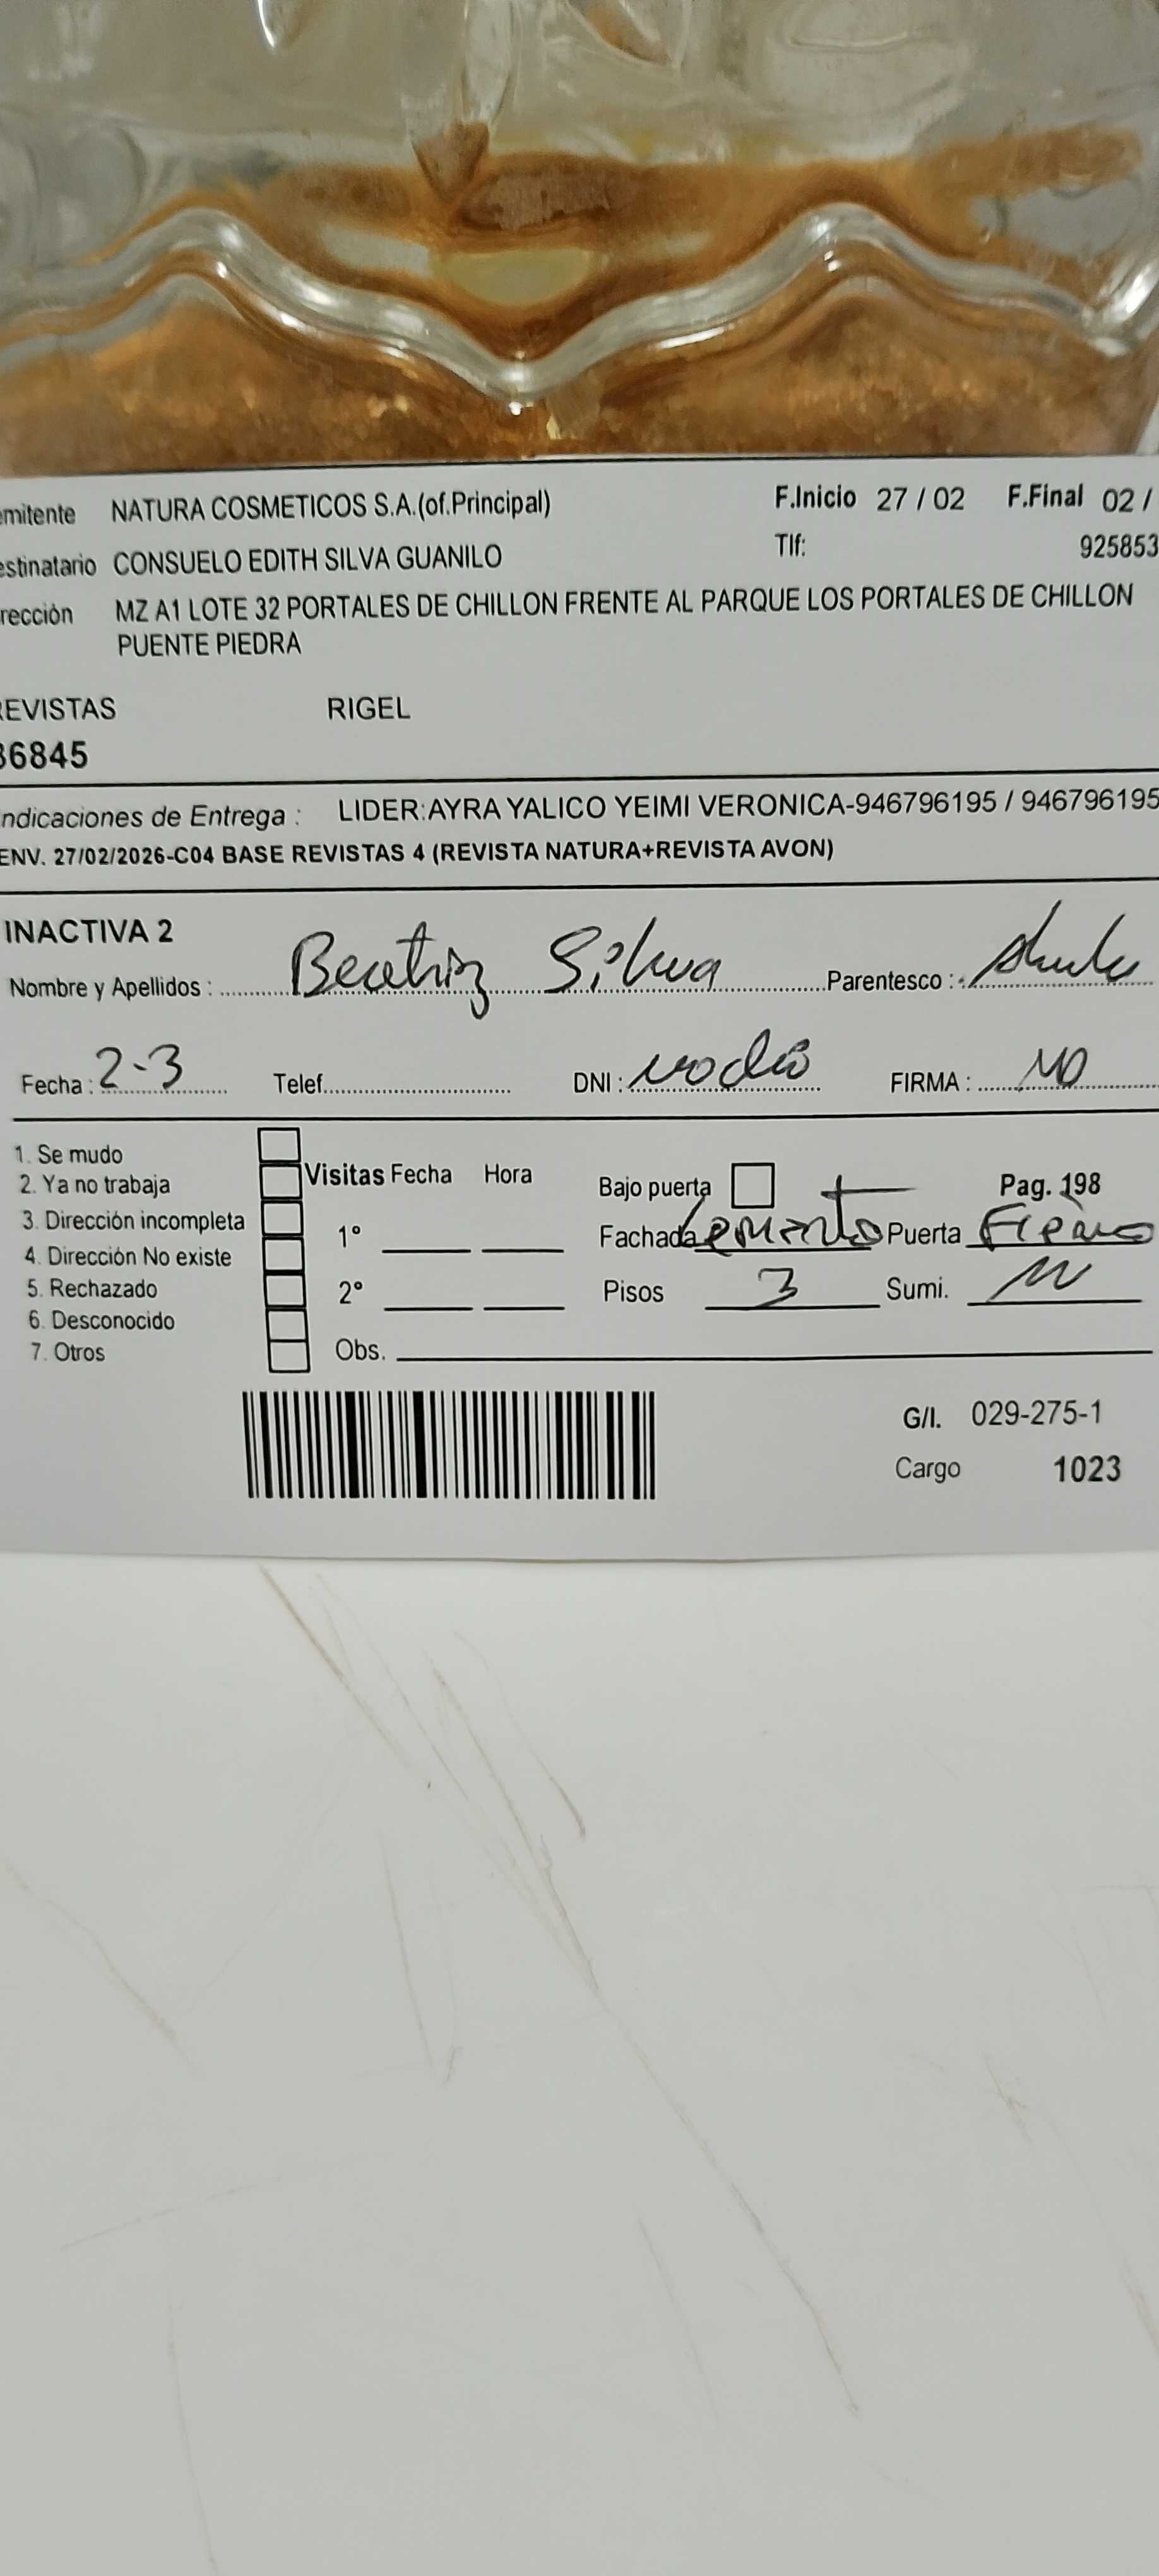 emitente NATURA COSMETICOS S.A.(of.Principal) F.Inicio 27 / 02 F.Final 02 /
estinatario CONSUELO EDITH SILVA GUANILO Tlf: 925853
rección MZ A1 LOTE 32 PORTALES DE CHILLON FRENTE AL PARQUE LOS PORTALES DE CHILLON
PUENTE PIEDRA
REVISTAS RIGEL
36845
ndicaciones de Entrega : LIDER:AYRA YALICO YEIMI VERONICA-946796195 / 946796195
ENV. 27/02/2026-C04 BASE REVISTAS 4 (REVISTA NATURA+REVISTA AVON)
INACTIVA 2
Nombre y Apellidos : Beatriz Silva Parentesco :
Fecha : 2-3 Telef. DNI : no dio FIRMA : NO
1. Se mudo
2. Ya no trabaja
3. Dirección incompleta
4. Dirección No existe
5. Rechazado
6. Desconocido
7. Otros
Visitas Fecha Hora
1°
2°
Obs.
Bajo puerta Pag. 198
Fachada Cemento Puerta Fierro
Pisos 3 Sumi.
G/I. 029-275-1
Cargo 1023